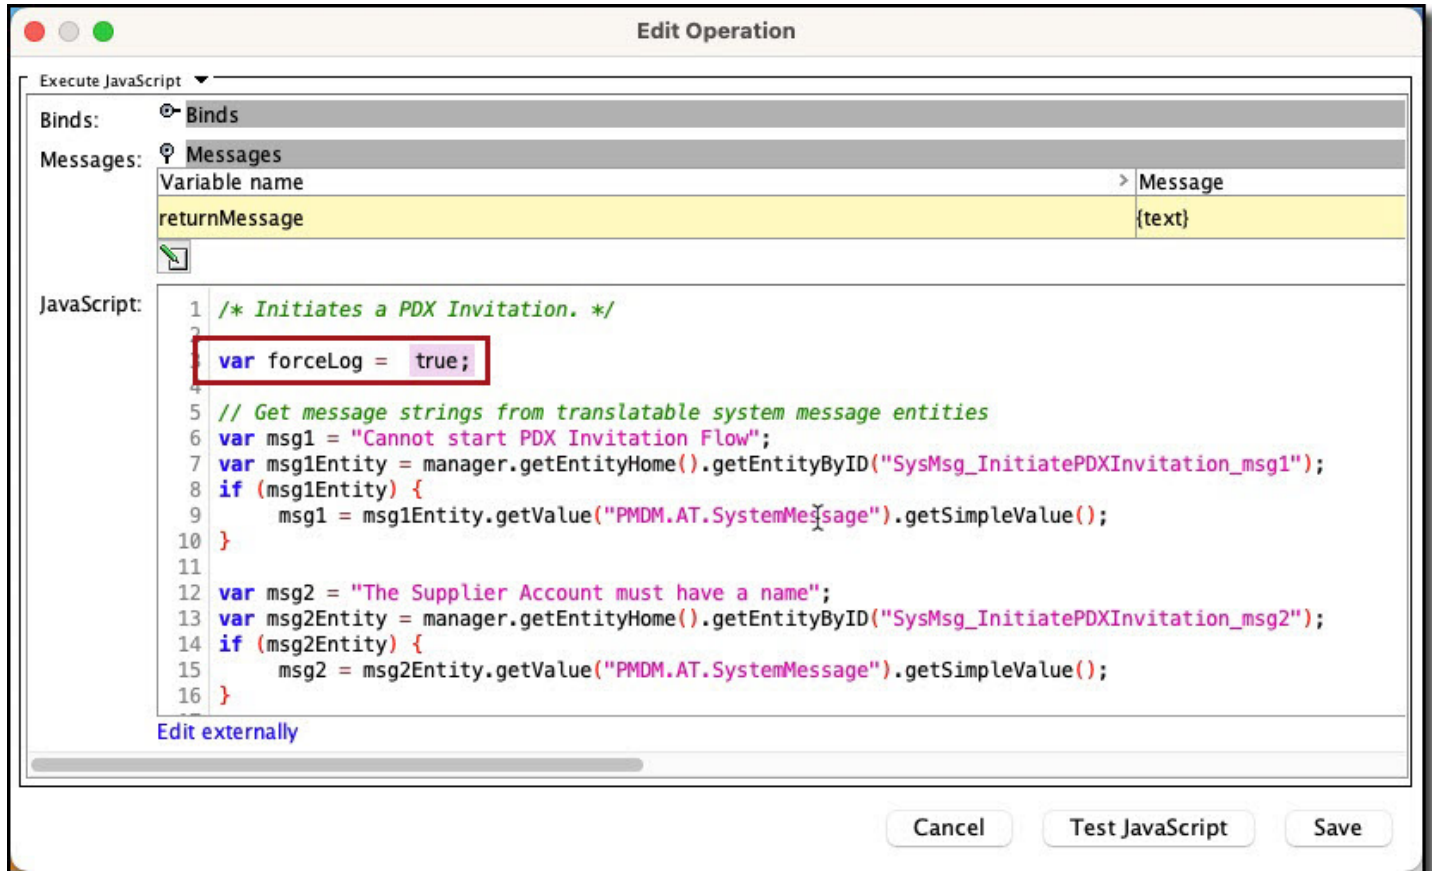 Edit Operation
Execute JavaScript
Binds: Binds
Messages: Messages
Variable name > Message
returnMessage {text}
JavaScript:
1 /* Initiates a PDX Invitation. */
2
3 var forceLog = true;
4
5 // Get message strings from translatable system message entities
6 var msg1 = "Cannot start PDX Invitation Flow";
7 var msg1Entity = manager.getEntityHome().getEntityByID("SysMsg_InitiatePDXInvitation_msg1");
8 if (msg1Entity) {
9 msg1 = msg1Entity.getValue("PMDM.AT.SystemMessage").getSimpleValue();
10 }
11
12 var msg2 = "The Supplier Account must have a name";
13 var msg2Entity = manager.getEntityHome().getEntityByID("SysMsg_InitiatePDXInvitation_msg2");
14 if (msg2Entity) {
15 msg2 = msg2Entity.getValue("PMDM.AT.SystemMessage").getSimpleValue();
16 }
Edit externally
Cancel Test JavaScript Save